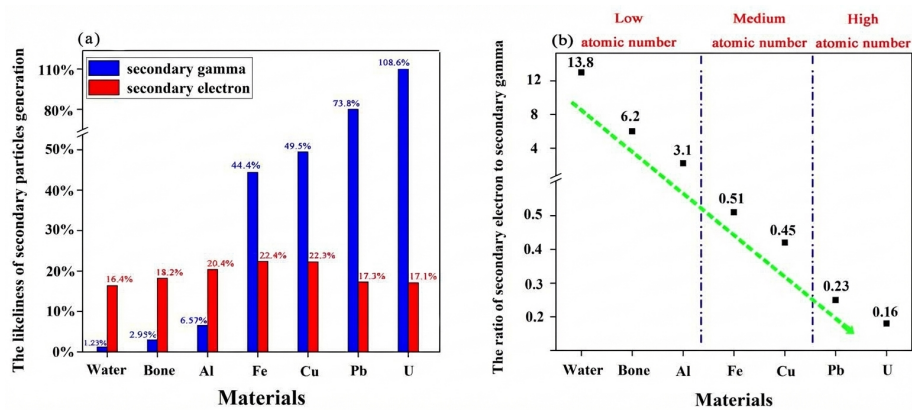 (a)
The likeliness of secondary particles generation
110%
80%
50%
40%
30%
20%
10%
0%
secondary gamma
secondary electron
1.23%
16.4%
2.95%
18.2%
6.57%
20.4%
44.4%
22.4%
49.5%
22.3%
73.8%
17.3%
108.6%
17.1%
Water Bone Al Fe Cu Pb U
Materials
Low
atomic number
Medium
atomic number
High
atomic number
(b)
The ratio of secondary electron to secondary gamma
12
8
4
0.5
0.4
0.3
0.2
13.8
6.2
3.1
0.51
0.45
0.23
0.16
Water Bone Al Fe Cu Pb U
Materials